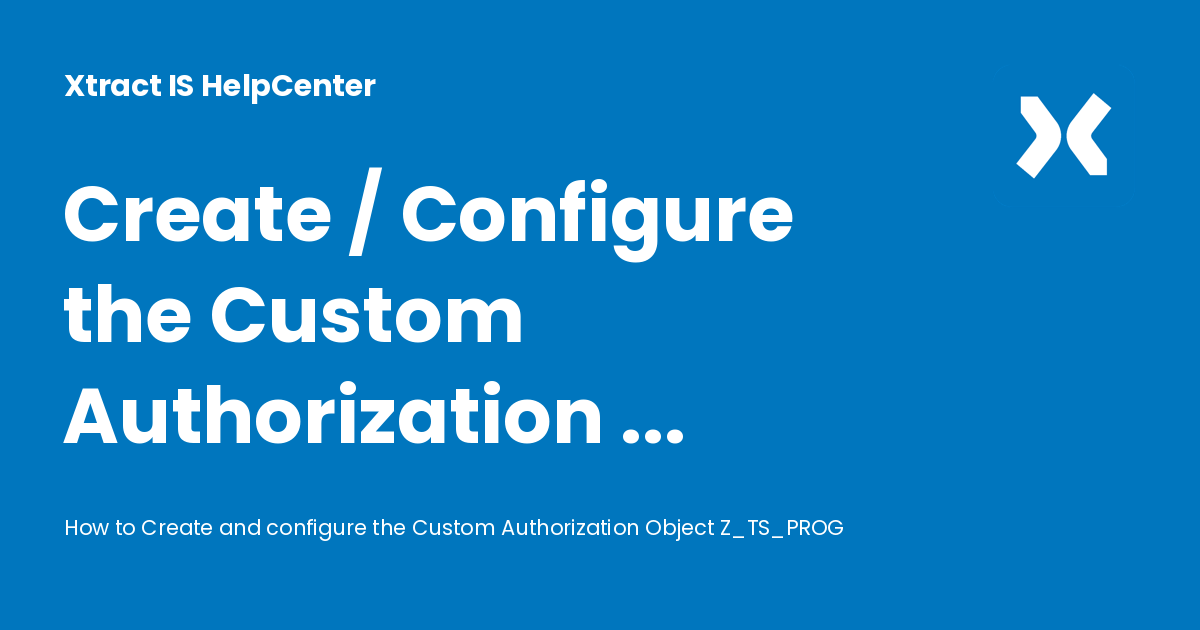 Xtract IS HelpCenter
Create / Configure
the Custom
Authorization ...
How to Create and configure the Custom Authorization Object Z_TS_PROG